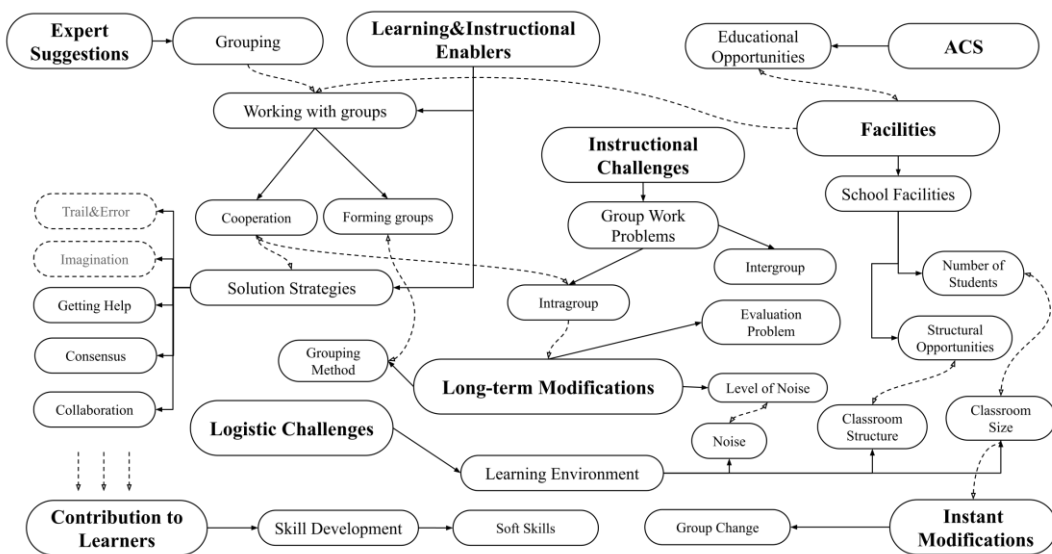 Expert
Suggestions
Grouping
Learning&Instructional
Enablers
Educational
Opportunities
ACS
Working with groups
Facilities
Instructional
Challenges
School Facilities
Trail&Error
Cooperation
Forming groups
Group Work
Problems
Imagination
Intergroup
Number of
Students
Solution Strategies
Getting Help
Intragroup
Evaluation
Problem
Structural
Opportunities
Consensus
Grouping
Method
Long-term Modifications
Level of Noise
Collaboration
Logistic Challenges
Noise
Classroom
Structure
Classroom
Size
Learning Environment
Contribution to
Learners
Skill Development
Soft Skills
Group Change
Instant
Modifications